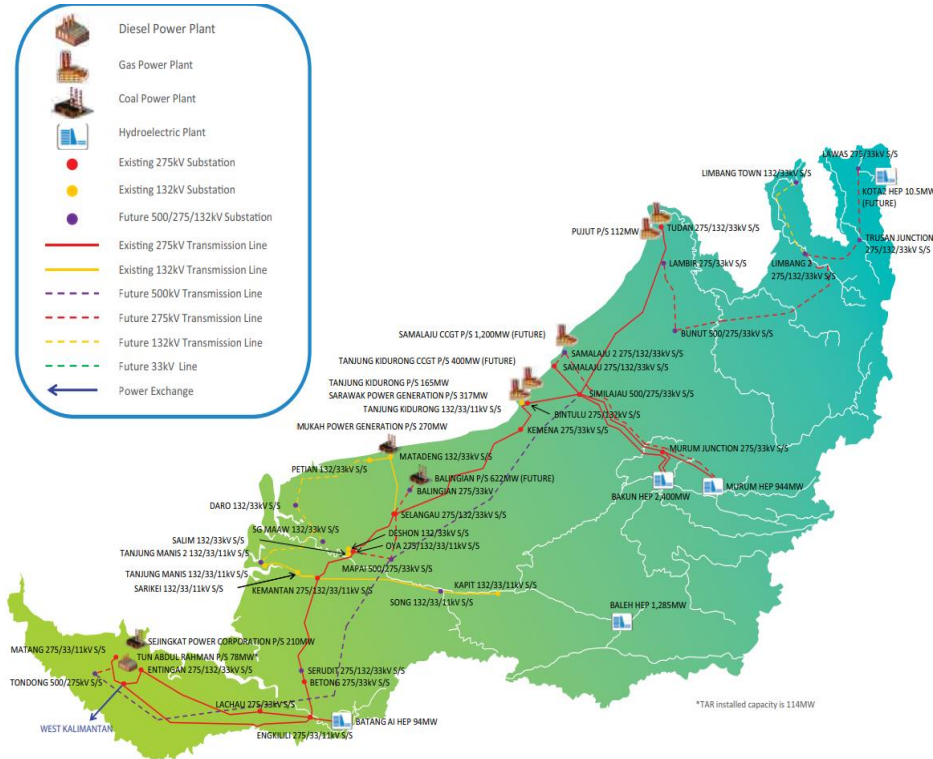 Diesel Power Plant
Gas Power Plant
Coal Power Plant
Hydroelectric Plant
Existing 275kV Substation
Existing 132kV Substation
Future 500/275/132kV Substation
Existing 275kV Transmission Line
Existing 132kV Transmission Line
Future 500kV Transmission Line
Future 275kV Transmission Line
Future 132kV Transmission Line
Future 33kV Line
Power Exchange
LAWAS 275/33kV S/S
LIMBANG TOWN 132/33kV S/S
KOTA2 HEP 10.5MW
(FUTURE)
PUJUT P/S 112MW
TUDAN 275/132/33kV S/S
TRUSAN JUNCTION
275/132/33kV S/S
LAMBIR 275/33kV S/S
LIMBANG 2
275/132/33kV S/S
BUNUT 500/275/33kV S/S
SAMALAJU CCGT P/S 1,200MW (FUTURE)
SAMALAJU 2 275/132/33kV S/S
TANJUNG KIDURONG CCGT P/S 400MW (FUTURE)
SAMALAJU 275/132/33kV S/S
TANJUNG KIDURONG P/S 165MW
SARAWAK POWER GENERATION P/S 317MW
SIMILAJAU 500/275/33kV S/S
TANJUNG KIDURONG 132/33/11kV S/S
BINTULU 275/132kV S/S
MUKAH POWER GENERATION P/S 270MW
KEMENA 275/33kV S/S
MATADENG 132/33kV S/S
MURUM JUNCTION 275/33kV S/S
PETIAN 132/33kV S/S
BALINGIAN P/S 622MW (FUTURE)
BALINGIAN 275/33kV
MURUM HEP 944MW
BAKUN HEP 2,400MW
DARO 132/33kV S/S
SELANGAU 275/132/33kV S/S
SG MAAW 132/33kV S/S
DESHON 132/33kV S/S
SALIM 132/33kV S/S
OYA 275/132/33/11kV S/S
TANJUNG MANIS 2 132/33/11kV S/S
MAPAI 500/275/33kV S/S
TANJUNG MANIS 132/33/11kV S/S
KAPIT 132/33/11kV S/S
SARIKEI 132/33/11kV S/S
KEMANTAN 275/132/33/11kV S/S
SONG 132/33/11kV S/S
BALEH HEP 1,285MW
SEJINGKAT POWER CORPORATION P/S 210MW
MATANG 275/33/11kV S/S
TUN ABDUL RAHMAN P/S 78MW*
ENTINGAN 275/132/33kV S/S
SERUDIT 275/132/33kV S/S
TONDONG 500/275kV S/S
BETONG 275/33kV S/S
LACHAU 275/33kV S/S
WEST KALIMANTAN
BATANG AI HEP 94MW
ENGKILILI 275/33/11kV S/S
*TAR installed capacity is 114MW